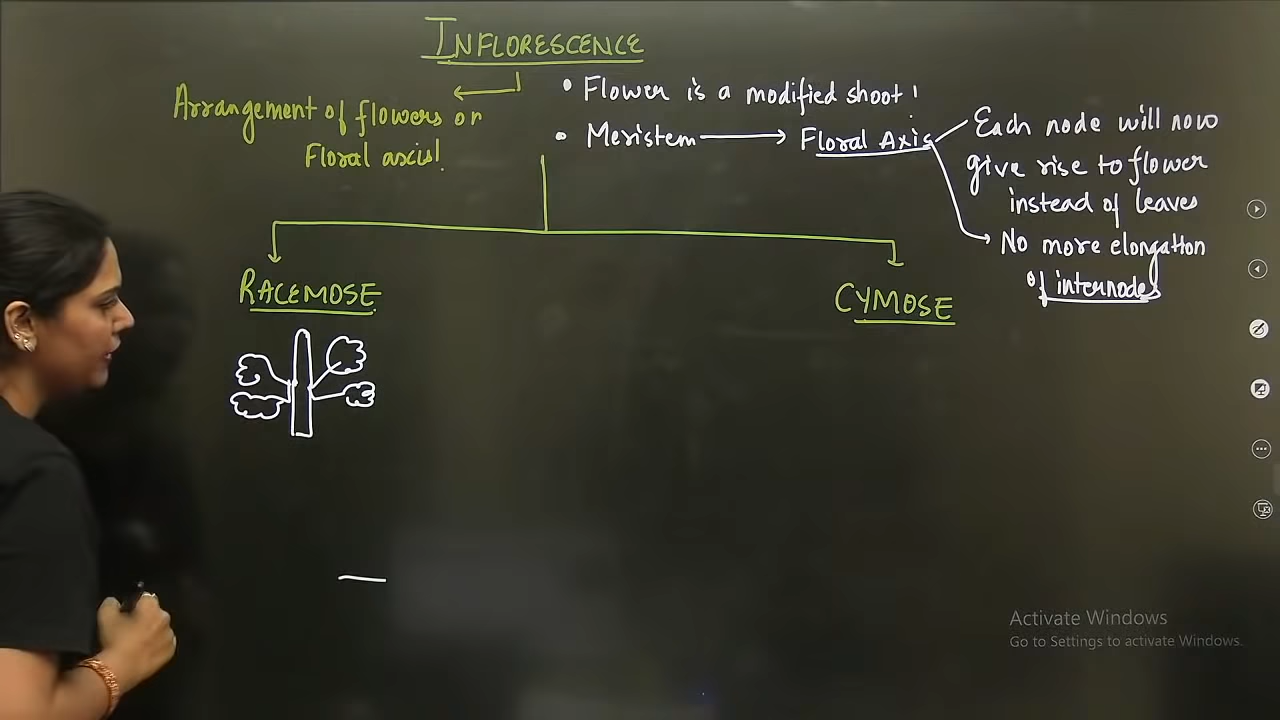 INFLORESCENCE
Arrangement of flowers on
Floral axis!
• Flower is a modified shoot!
• Meristem → Floral Axis
Each node will now
give rise to flower
instead of leaves
No more elongation
of internodes
RACEMOSE
CYMOSE
Activate Windows
Go to Settings to activate Windows.